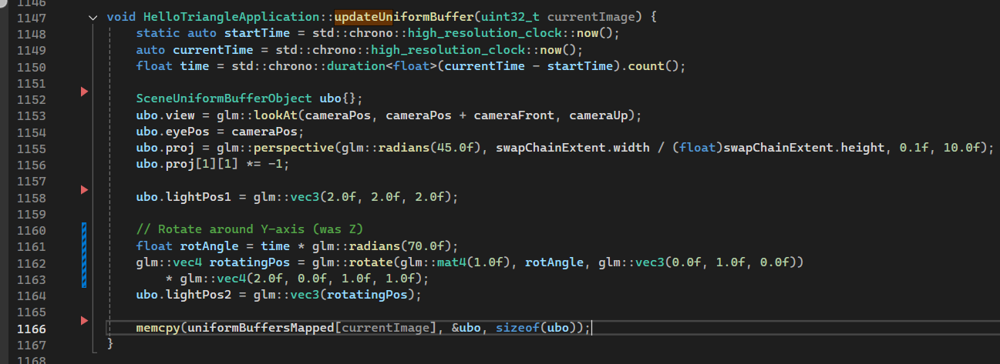 1146
1147 void HelloTriangleApplication::updateUniformBuffer(uint32_t currentImage) {
1148 static auto startTime = std::chrono::high_resolution_clock::now();
1149 auto currentTime = std::chrono::high_resolution_clock::now();
1150 float time = std::chrono::duration<float>(currentTime - startTime).count();
1151
1152 SceneUniformBufferObject ubo{};
1153 ubo.view = glm::lookAt(cameraPos, cameraPos + cameraFront, cameraUp);
1154 ubo.eyePos = cameraPos;
1155 ubo.proj = glm::perspective(glm::radians(45.0f), swapChainExtent.width / (float)swapChainExtent.height, 0.1f, 10.0f);
1156 ubo.proj[1][1] *= -1;
1157
1158 ubo.lightPos1 = glm::vec3(2.0f, 2.0f, 2.0f);
1159
1160 // Rotate around Y-axis (was Z)
1161 float rotAngle = time * glm::radians(70.0f);
1162 glm::vec4 rotatingPos = glm::rotate(glm::mat4(1.0f), rotAngle, glm::vec3(0.0f, 1.0f, 0.0f))
1163 * glm::vec4(2.0f, 0.0f, 1.0f, 1.0f);
1164 ubo.lightPos2 = glm::vec3(rotatingPos);
1165
1166 memcpy(uniformBuffersMapped[currentImage], &ubo, sizeof(ubo));
1167 }
1168